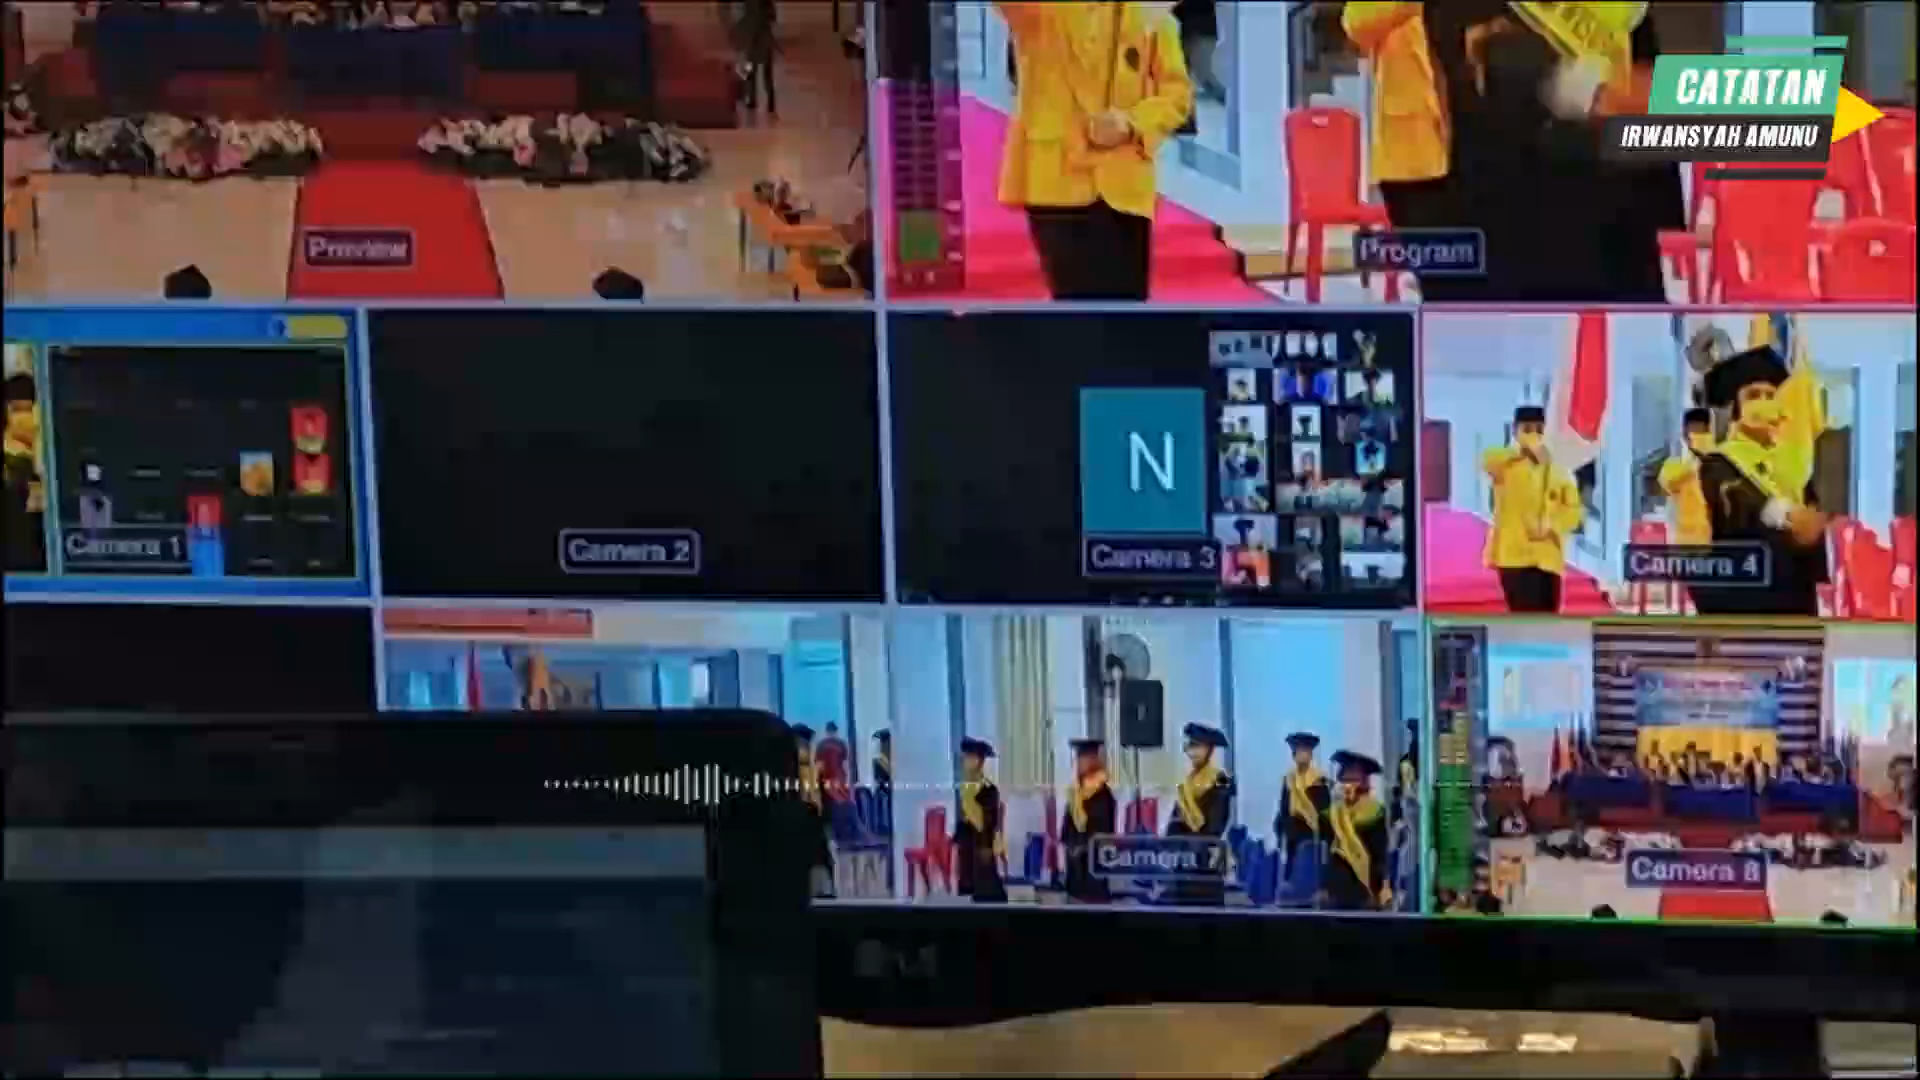 CATATAN
IRWANSYAH AMUNU
Preview
Program
Camera 1
Camera 2
N
Camera 3
Camera 4
Camera 7
Camera 8